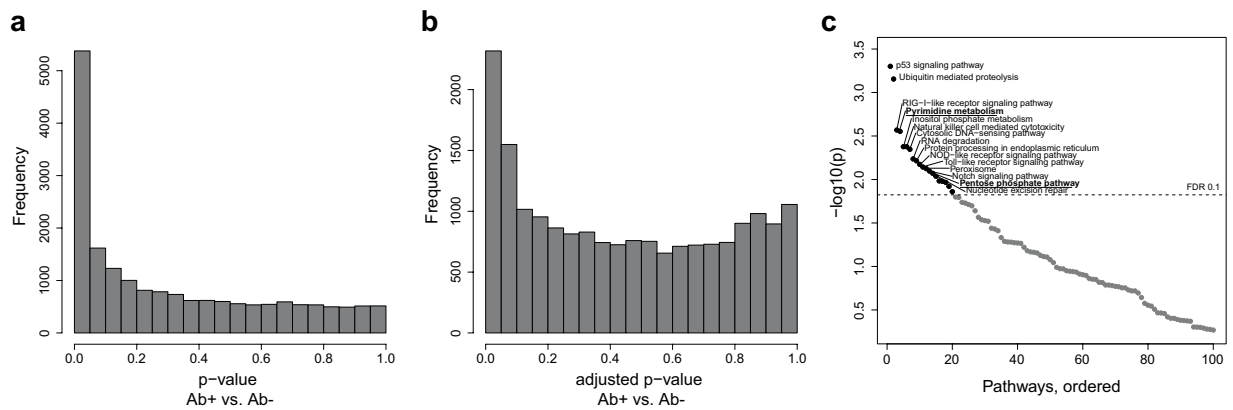 a
Frequency
0
1000
2000
3000
4000
5000
0.0
0.2
0.4
0.6
0.8
1.0
p−value
Ab+ vs. Ab-
b
Frequency
0
500
1000
1500
2000
0.0
0.2
0.4
0.6
0.8
1.0
adjusted p−value
Ab+ vs. Ab-
c
−log10(p)
0.5
1.0
1.5
2.0
2.5
3.0
3.5
p53 signaling pathway
Ubiquitin mediated proteolysis
RIG−I−like receptor signaling pathway
Pyrimidine metabolism
Inositol phosphate metabolism
Natural killer cell mediated cytotoxicity
Cytosolic DNA−sensing pathway
RNA degradation
Protein processing in endoplasmic reticulum
NOD−like receptor signaling pathway
Toll−like receptor signaling pathway
Peroxisome
Notch signaling pathway
Pentose phosphate pathway
Nucleotide excision repair
FDR 0.1
0
20
40
60
80
100
Pathways, ordered